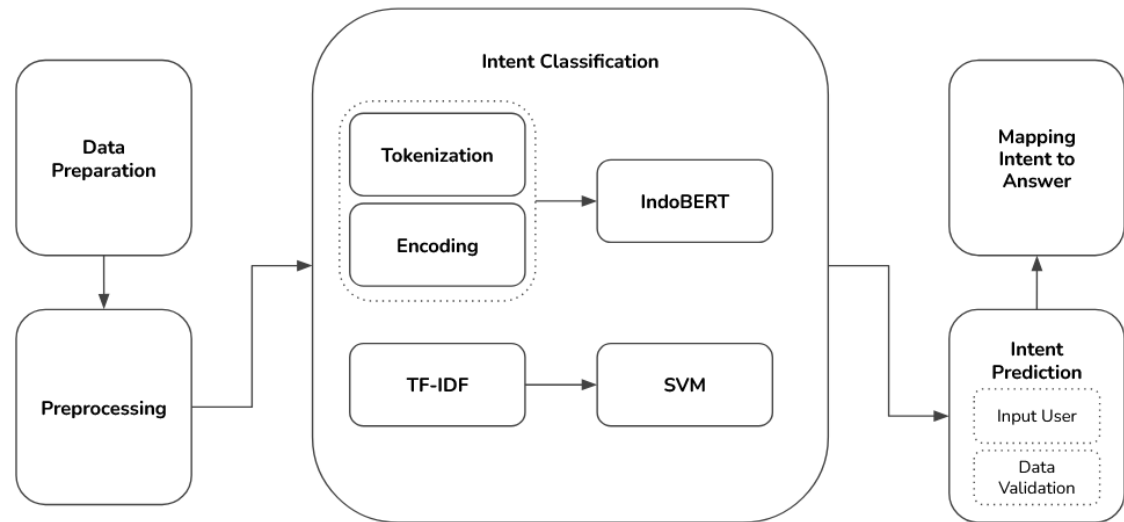 Data
Preparation
Preprocessing
Intent Classification
Tokenization
Encoding
IndoBERT
TF-IDF
SVM
Mapping
Intent to
Answer
Intent
Prediction
Input User
Data
Validation